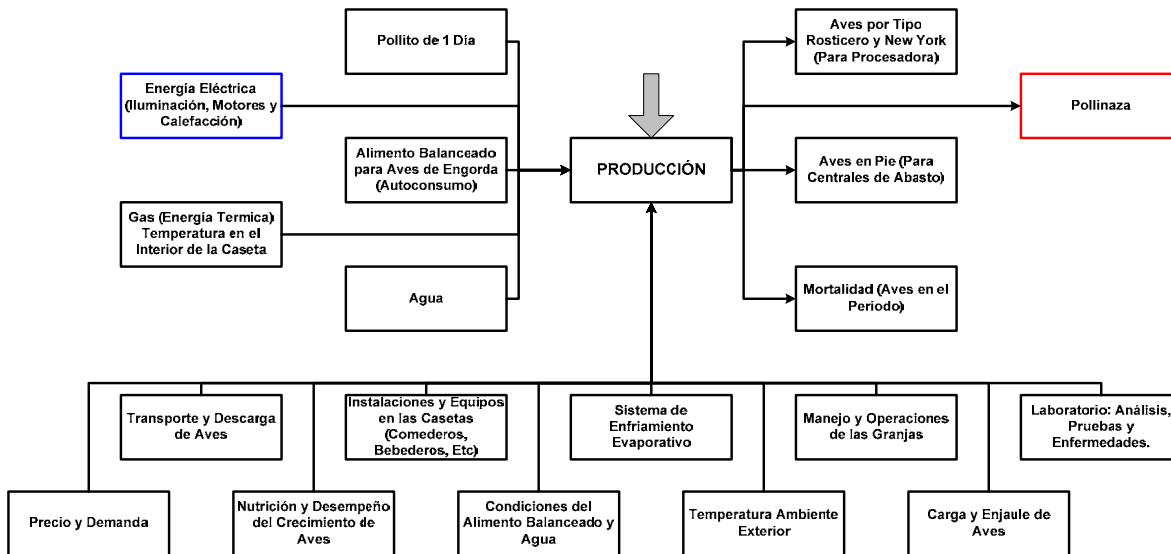 Pollito de 1 Día
Energía Eléctrica
(Iluminación, Motores y
Calefacción)
Alimento Balanceado
para Aves de Engorda
(Autoconsumo)
Gas (Energía Termica)
Temperatura en el
Interior de la Caseta
Agua
PRODUCCIÓN
Aves por Tipo
Rosticero y New York
(Para Procesadora)
Pollinaza
Aves en Pie (Para
Centrales de Abasto)
Mortalidad (Aves en el
Periodo)
Transporte y Descarga
de Aves
Instalaciones y Equipos
en las Casetas
(Comederos,
Bebederos, Etc)
Sistema de
Enfriamiento
Evaporativo
Manejo y Operaciones
de las Granjas
Laboratorio: Análisis,
Pruebas y
Enfermedades.
Precio y Demanda
Nutrición y Desempeño
del Crecimiento de
Aves
Condiciones del
Alimento Balanceado y
Agua
Temperatura Ambiente
Exterior
Carga y Enjaule de
Aves